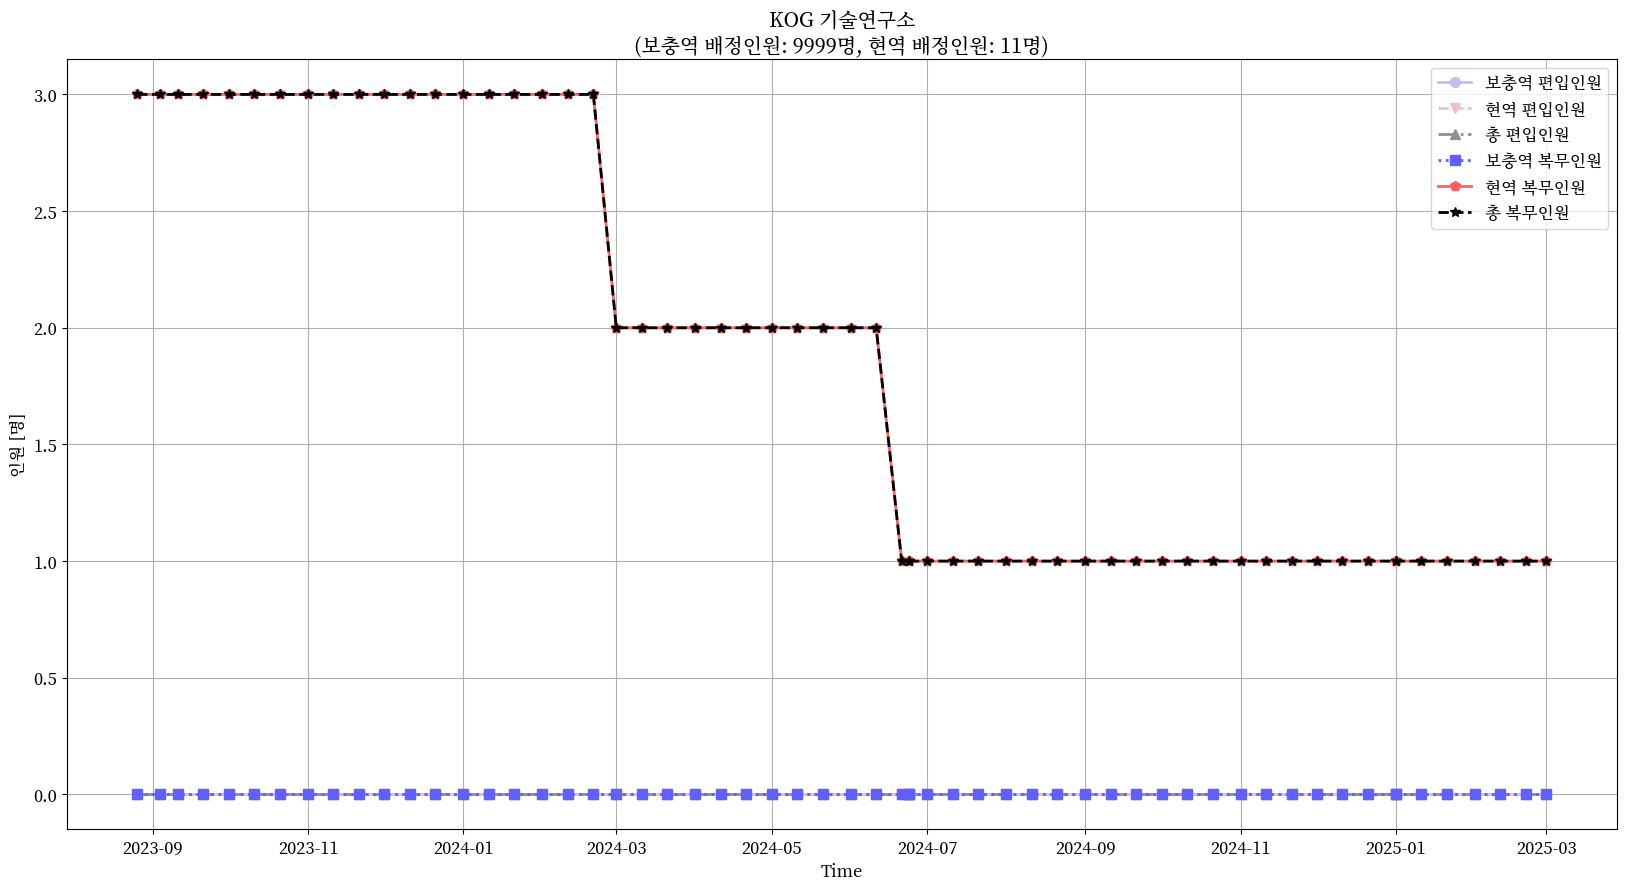 KOG 기술연구소
(보충역 배정인원: 9999명, 현역 배정인원: 11명)
보충역 편입인원
현역 편입인원
총 편입인원
보충역 복무인원
현역 복무인원
총 복무인원
인원 [명]
3.0
2.5
2.0
1.5
1.0
0.5
0.0
2023-09
2023-11
2024-01
2024-03
2024-05
2024-07
2024-09
2024-11
2025-01
2025-03
Time